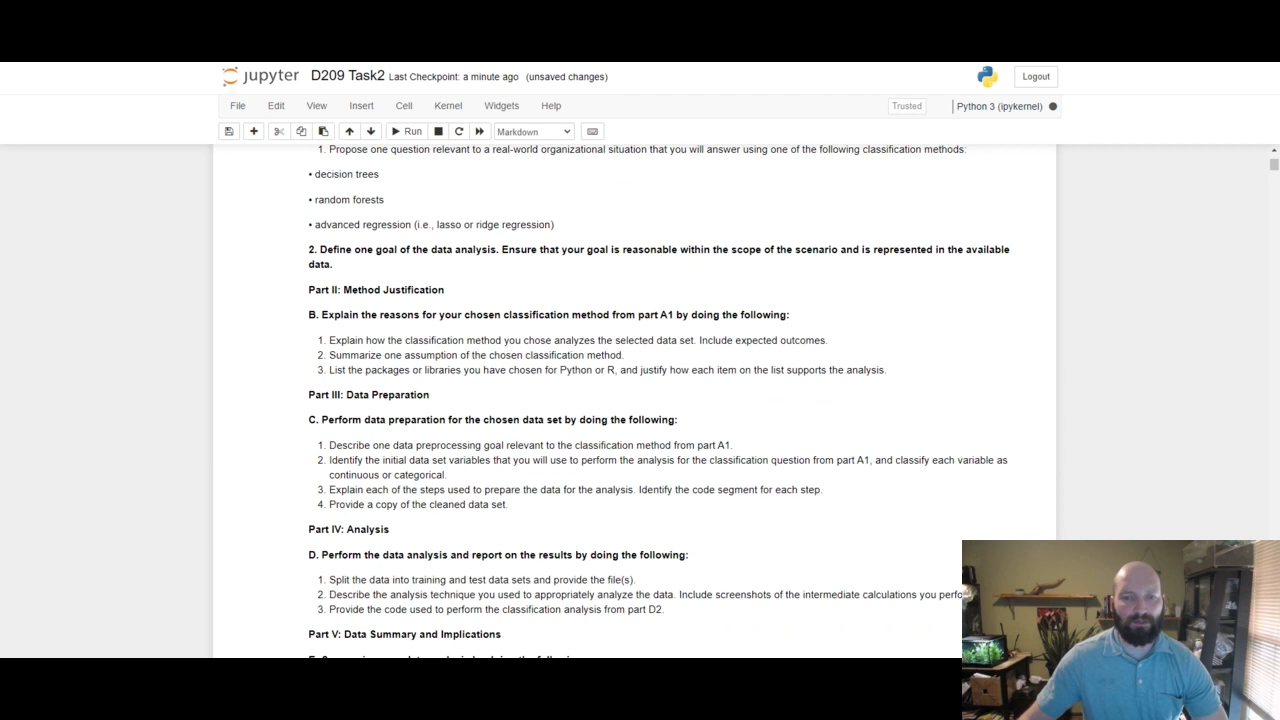 jupyter D209 Task2 Last Checkpoint: a minute ago (unsaved changes)
Logout
File Edit View Insert Cell Kernel Widgets Help
Trusted
Python 3 (ipykernel)
Run
Markdown
1. Propose one question relevant to a real-world organizational situation that you will answer using one of the following classification methods:
• decision trees
• random forests
• advanced regression (i.e., lasso or ridge regression)
2. Define one goal of the data analysis. Ensure that your goal is reasonable within the scope of the scenario and is represented in the available
data.
Part II: Method Justification
B. Explain the reasons for your chosen classification method from part A1 by doing the following:
1. Explain how the classification method you chose analyzes the selected data set. Include expected outcomes.
2. Summarize one assumption of the chosen classification method.
3. List the packages or libraries you have chosen for Python or R, and justify how each item on the list supports the analysis.
Part III: Data Preparation
C. Perform data preparation for the chosen data set by doing the following:
1. Describe one data preprocessing goal relevant to the classification method from part A1.
2. Identify the initial data set variables that you will use to perform the analysis for the classification question from part A1, and classify each variable as
continuous or categorical.
3. Explain each of the steps used to prepare the data for the analysis. Identify the code segment for each step.
4. Provide a copy of the cleaned data set.
Part IV: Analysis
D. Perform the data analysis and report on the results by doing the following:
1. Split the data into training and test data sets and provide the file(s).
2. Describe the analysis technique you used to appropriately analyze the data. Include screenshots of the intermediate calculations you perfo
3. Provide the code used to perform the classification analysis from part D2.
Part V: Data Summary and Implications